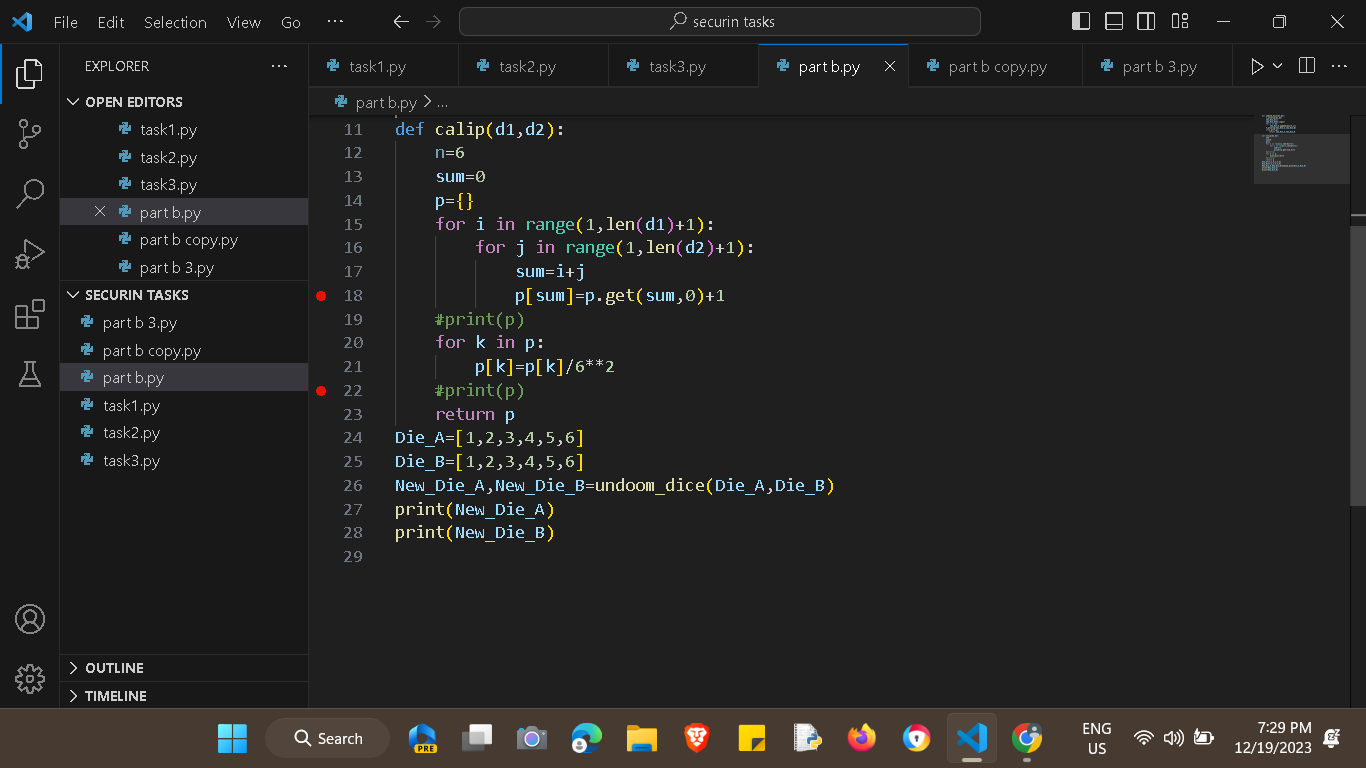 File Edit Selection View Go ··· securin tasks
EXPLORER ···
OPEN EDITORS
task1.py
task2.py
task3.py
part b.py
part b copy.py
part b 3.py
SECURIN TASKS
part b 3.py
part b copy.py
part b.py
task1.py
task2.py
task3.py
OUTLINE
TIMELINE
task1.py task2.py task3.py part b.py part b copy.py part b 3.py
part b.py > ...
11 def calip(d1,d2):
12     n=6
13     sum=0
14     p={}
15     for i in range(1,len(d1)+1):
16         for j in range(1,len(d2)+1):
17             sum=i+j
18             p[sum]=p.get(sum,0)+1
19     #print(p)
20     for k in p:
21         p[k]=p[k]/6**2
22     #print(p)
23     return p
24 Die_A=[1,2,3,4,5,6]
25 Die_B=[1,2,3,4,5,6]
26 New_Die_A,New_Die_B=undoom_dice(Die_A,Die_B)
27 print(New_Die_A)
28 print(New_Die_B)
29
Search
PRE
ENG
US
7:29 PM
12/19/2023